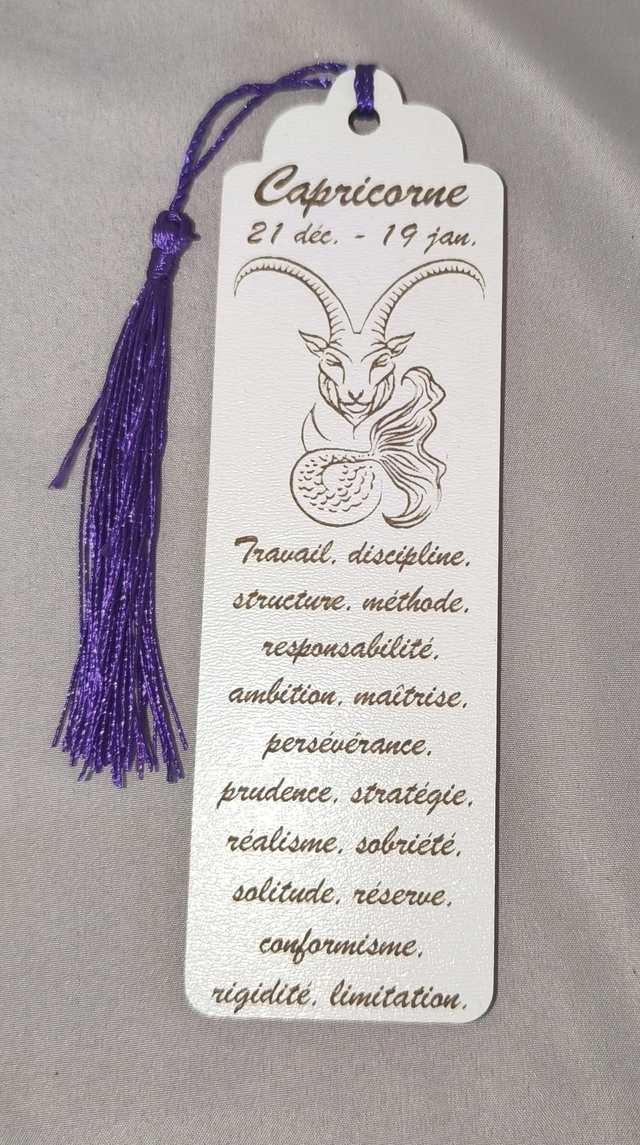 Capricorne
21 déc. - 19 jan.
Travail, discipline,
structure, méthode,
responsabilité,
ambition, maîtrise,
persévérance,
prudence, stratégie,
réalisme, sobriété,
solitude, réserve,
conformisme,
rigidité, limitation.